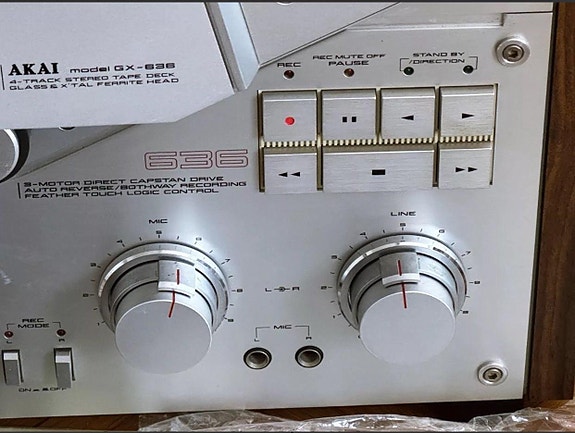 AKAI model GX-636
4-TRACK STEREO TAPE DECK
GLASS & X'TAL FERRITE HEAD
REC
REC MUTE OFF
PAUSE
STAND BY
/DIRECTION
636
3-MOTOR DIRECT CAPSTAN DRIVE
AUTO REVERSE/BOTHWAY RECORDING
FEATHER TOUCH LOGIC CONTROL
MIC
LINE
L R
REC
MODE
L R
MIC
L R
ON OFF